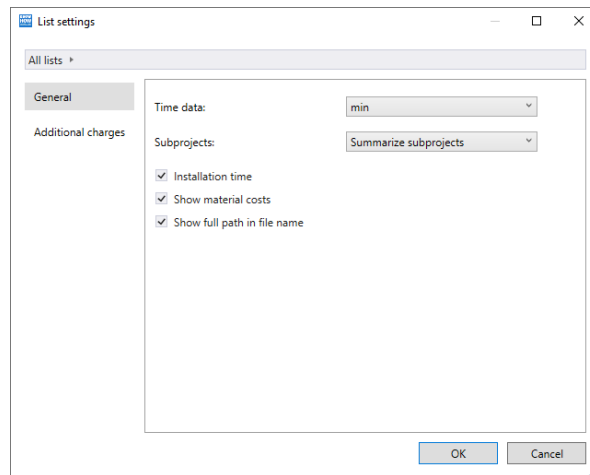 List settings
All lists
General
Additional charges
Time data: min
Subprojects: Summarize subprojects
Installation time
Show material costs
Show full path in file name
OK Cancel